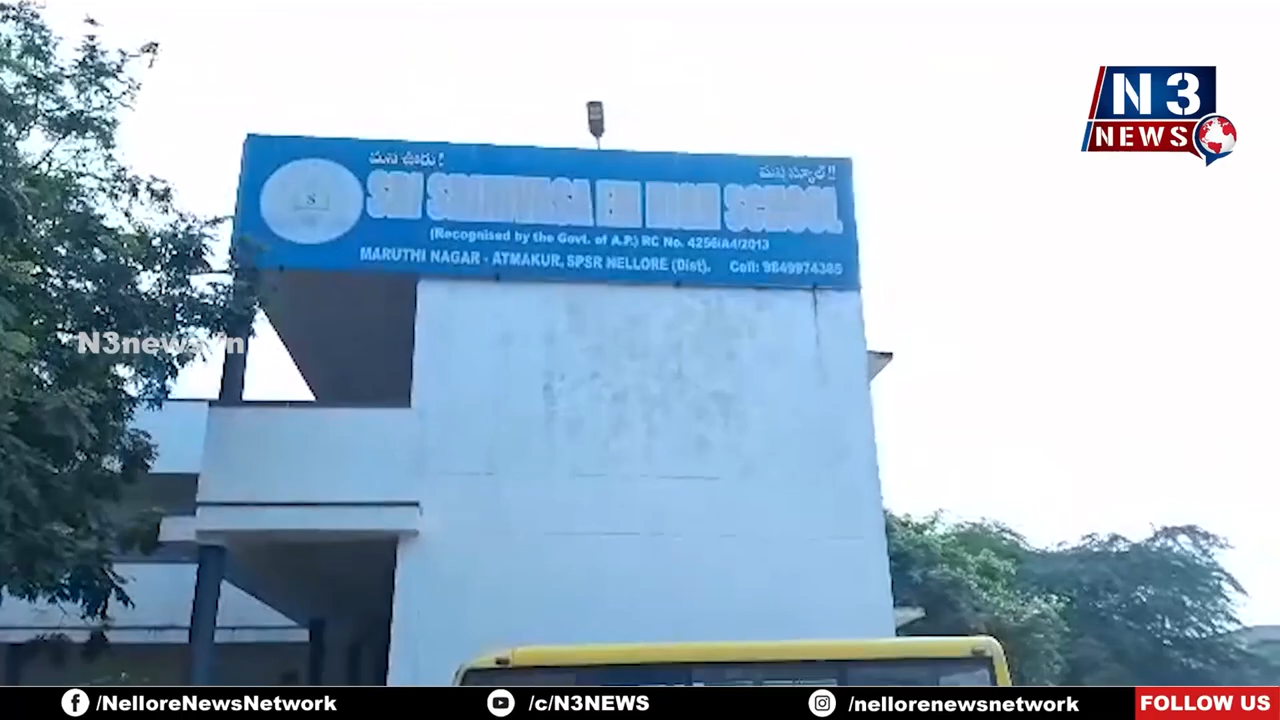 N3
NEWS
మన ఊరు!
మన స్కూల్!!
S
SRI SRINIVASA EM HIGH SCHOOL
(Recognised by the Govt. of A.P.) RC No. 4256/A4/2013
MARUTHI NAGAR - ATMAKUR, SPSR NELLORE (Dist). Cell: 9849974385
N3news
/NelloreNewsNetwork
/c/N3NEWS
/nellorenewsnetwork
FOLLOW US